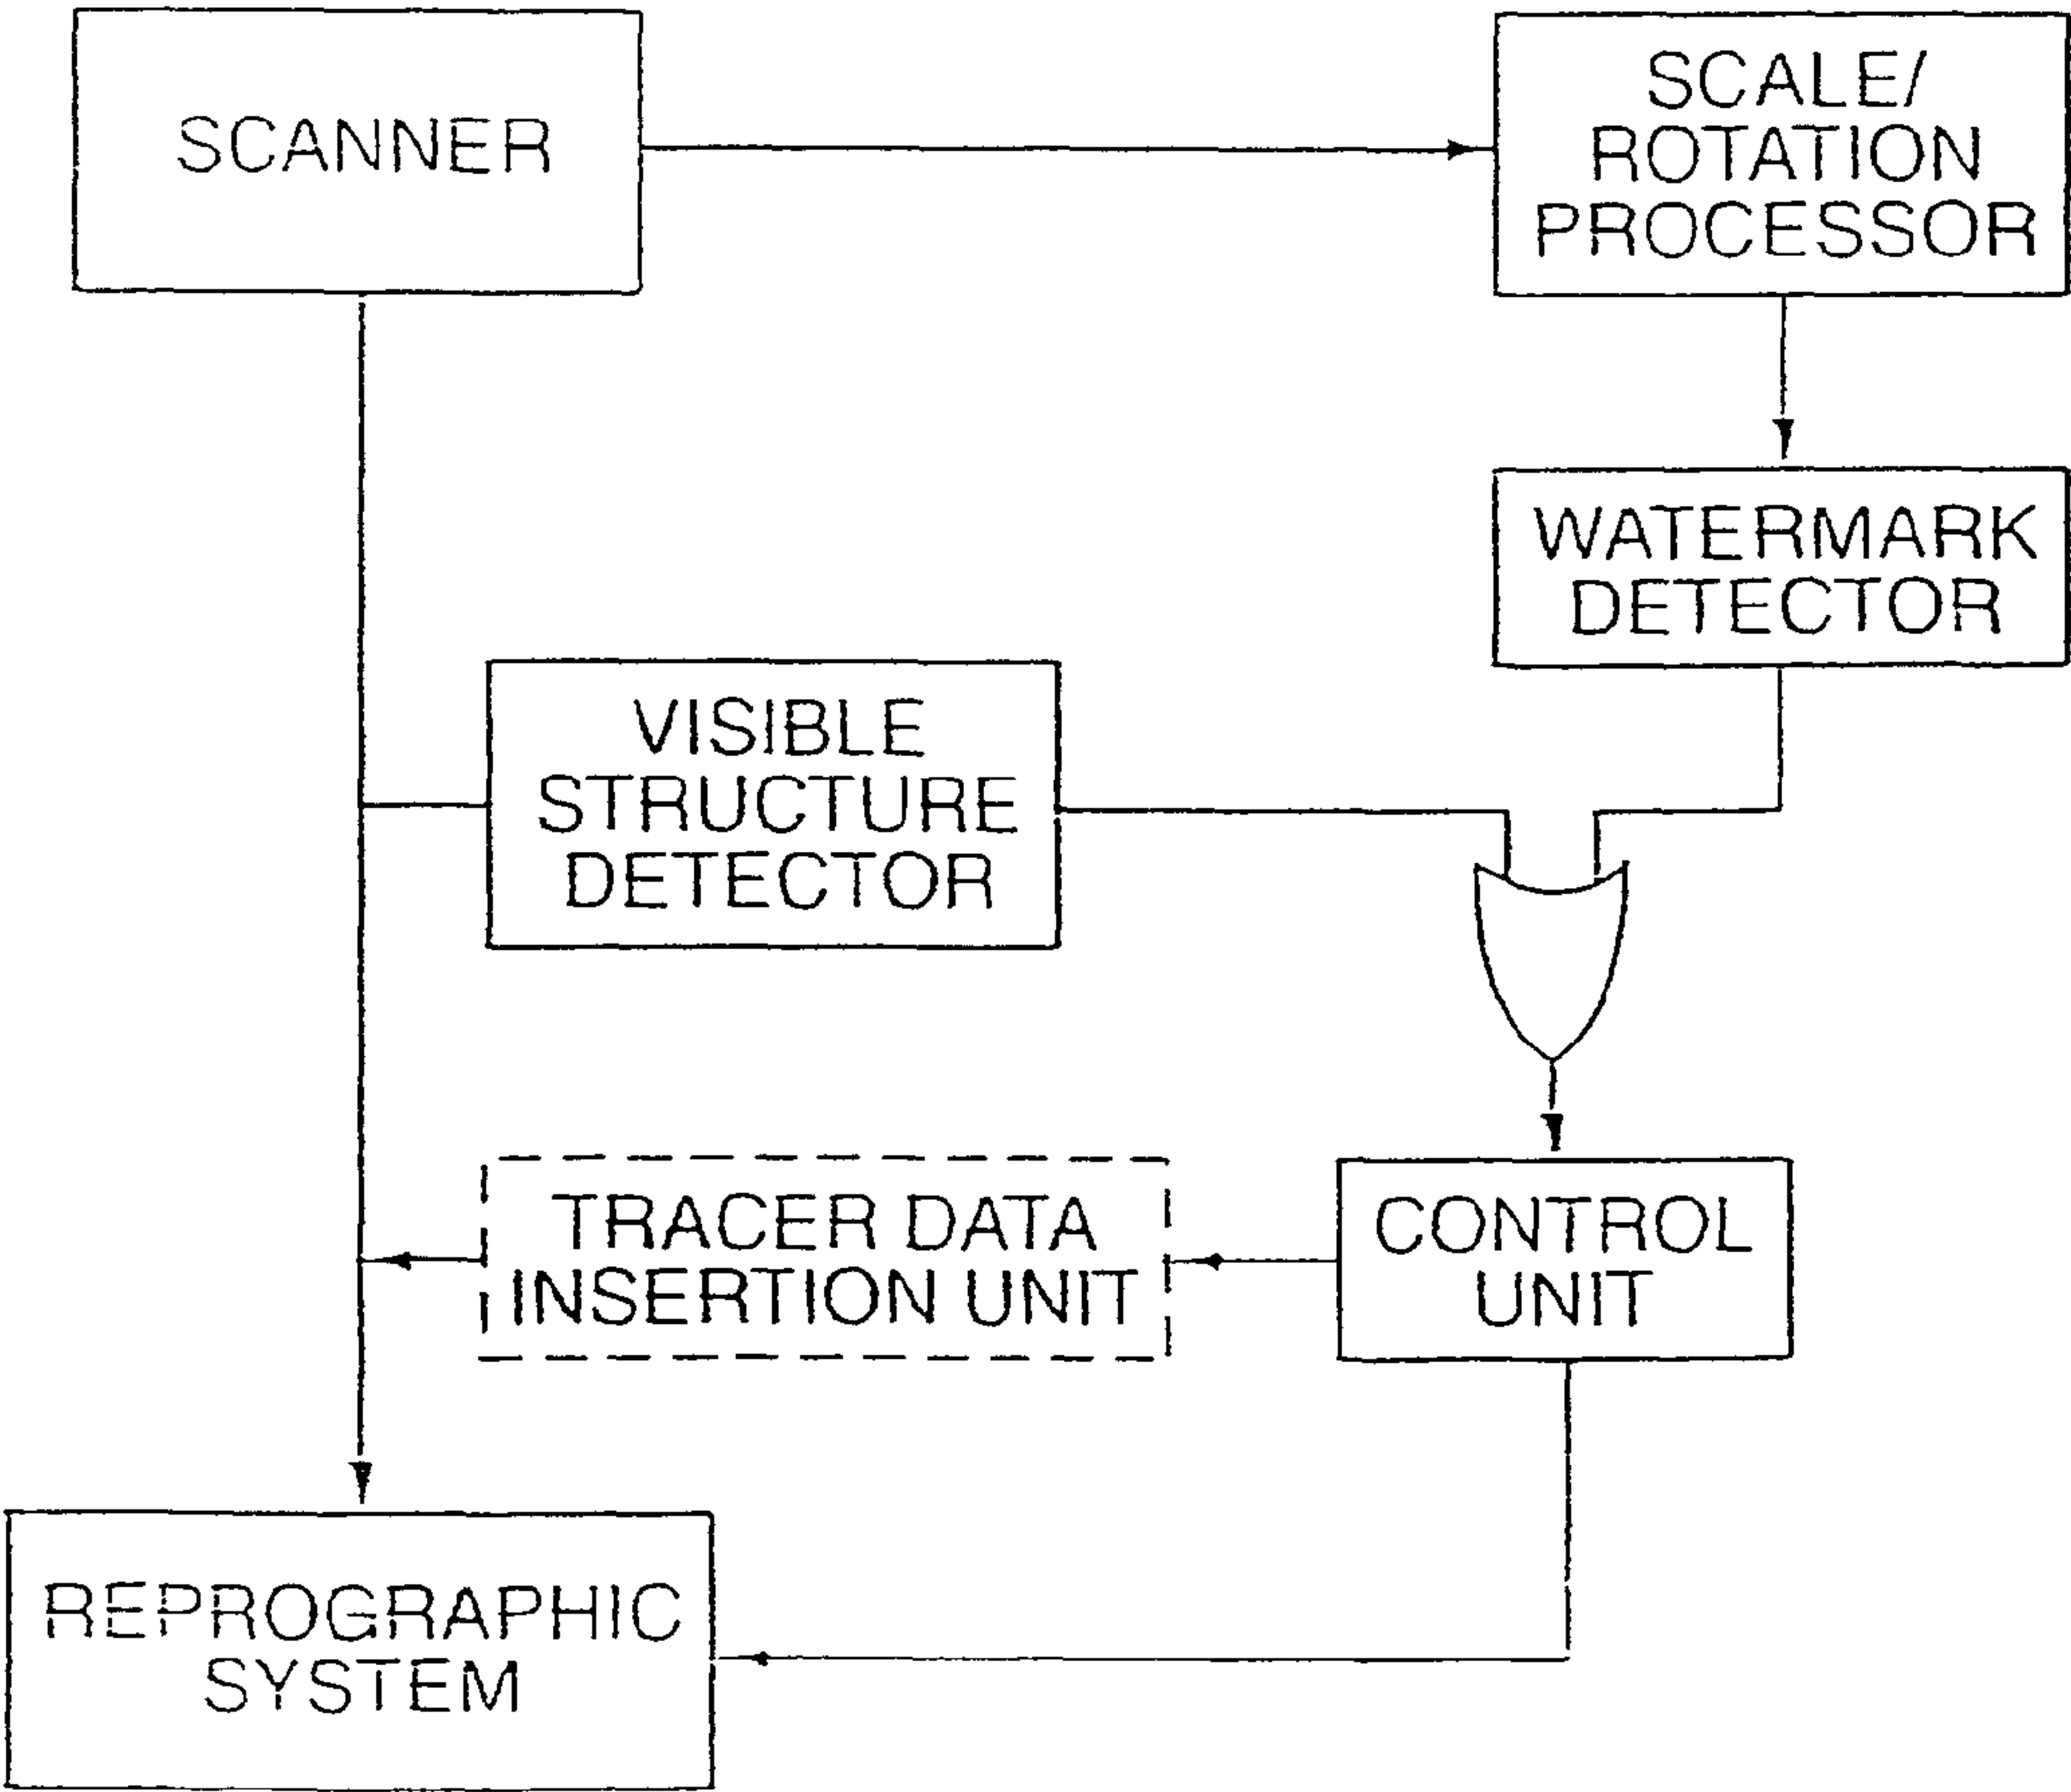 SCANNER
SCALE/
ROTATION
PROCESSOR
WATERMARK
DETECTOR
VISIBLE
STRUCTURE
DETECTOR
TRACER DATA
INSERTION UNIT
CONTROL
UNIT
REPROGRAPHIC
SYSTEM